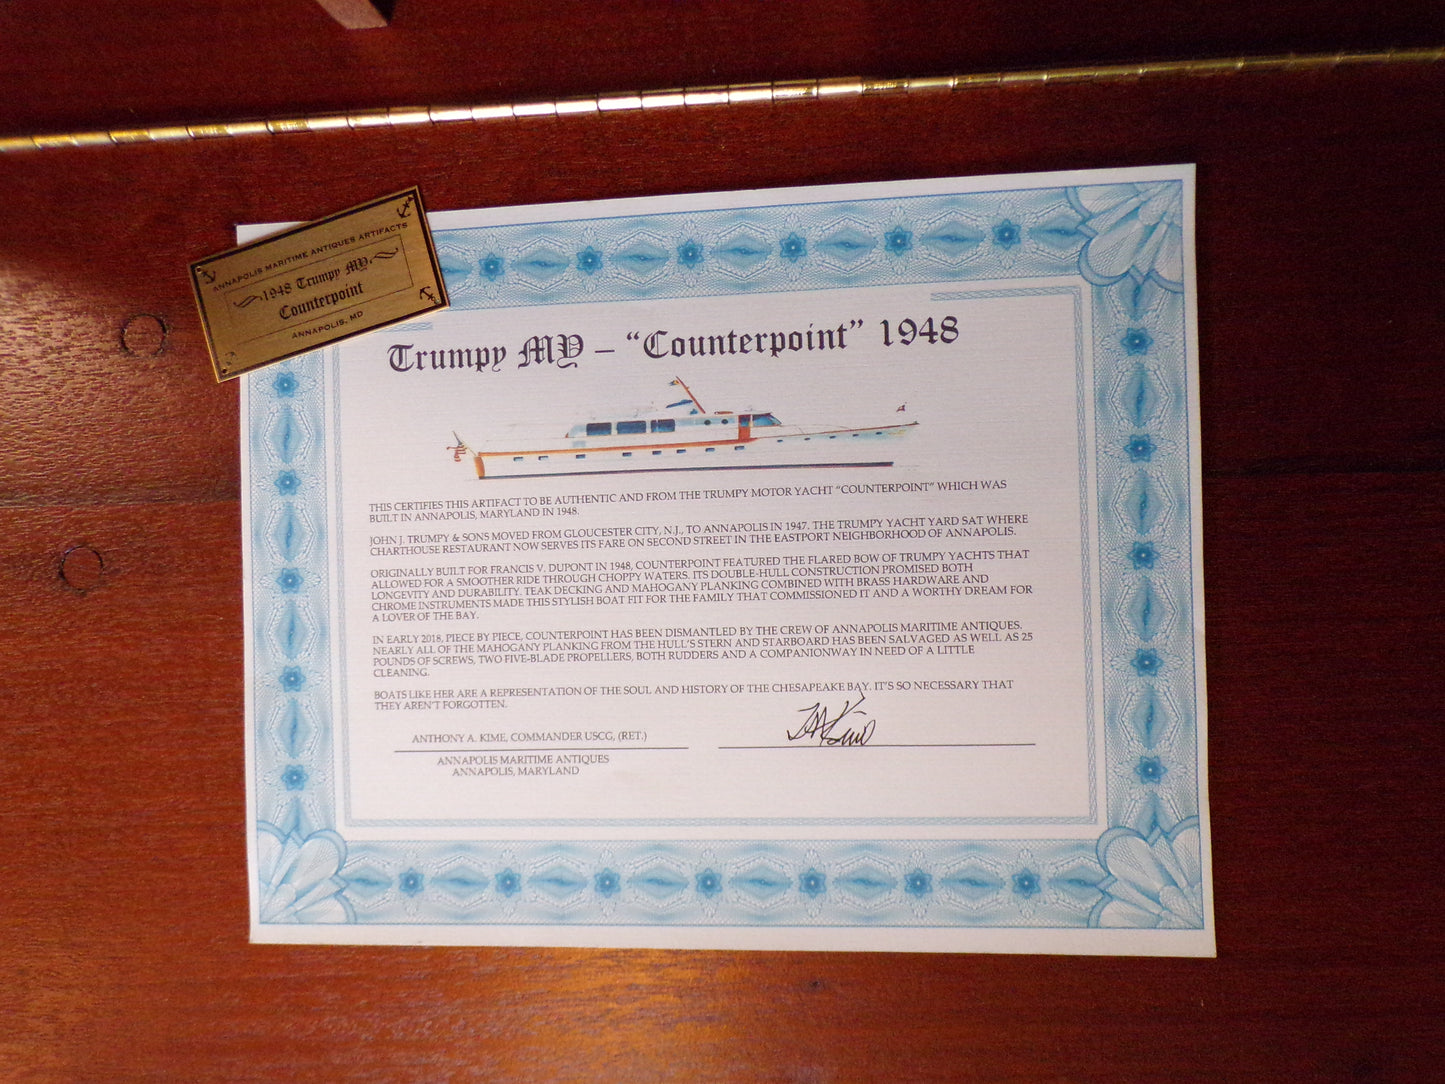 ANNAPOLIS MARITIME ANTIQUES ARTIFACTS
1948 Trumpy MY
Counterpoint
ANNAPOLIS, MD
Trumpy MY – “Counterpoint” 1948
THIS CERTIFIES THIS ARTIFACT TO BE AUTHENTIC AND FROM THE TRUMPY MOTOR YACHT “COUNTERPOINT” WHICH WAS
BUILT IN ANNAPOLIS, MARYLAND IN 1948.
JOHN J. TRUMPY & SONS MOVED FROM GLOUCESTER CITY, N.J., TO ANNAPOLIS IN 1947. THE TRUMPY YACHT YARD SAT WHERE
CHARTHOUSE RESTAURANT NOW SERVES ITS FARE ON SECOND STREET IN THE EASTPORT NEIGHBORHOOD OF ANNAPOLIS.
ORIGINALLY BUILT FOR FRANCIS V. DUPONT IN 1948, COUNTERPOINT FEATURED THE FLARED BOW OF TRUMPY YACHTS THAT
ALLOWED FOR A SMOOTHER RIDE THROUGH CHOPPY WATERS. ITS DOUBLE-HULL CONSTRUCTION PROMISED BOTH
LONGEVITY AND DURABILITY. TEAK DECKING AND MAHOGANY PLANKING COMBINED WITH BRASS HARDWARE AND
CHROME INSTRUMENTS MADE THIS STYLISH BOAT FIT FOR THE FAMILY THAT COMMISSIONED IT AND A WORTHY DREAM FOR
A LOVER OF THE BAY.
IN EARLY 2018, PIECE BY PIECE, COUNTERPOINT HAS BEEN DISMANTLED BY THE CREW OF ANNAPOLIS MARITIME ANTIQUES.
NEARLY ALL OF THE MAHOGANY PLANKING FROM THE HULL'S STERN AND STARBOARD HAS BEEN SALVAGED AS WELL AS 25
POUNDS OF SCREWS, TWO FIVE-BLADE PROPELLERS, BOTH RUDDERS AND A COMPANIONWAY IN NEED OF A LITTLE
CLEANING.
BOATS LIKE HER ARE A REPRESENTATION OF THE SOUL AND HISTORY OF THE CHESAPEAKE BAY. IT'S SO NECESSARY THAT
THEY AREN'T FORGOTTEN.
ANTHONY A. KIME, COMMANDER USCG, (RET.)
ANNAPOLIS MARITIME ANTIQUES
ANNAPOLIS, MARYLAND